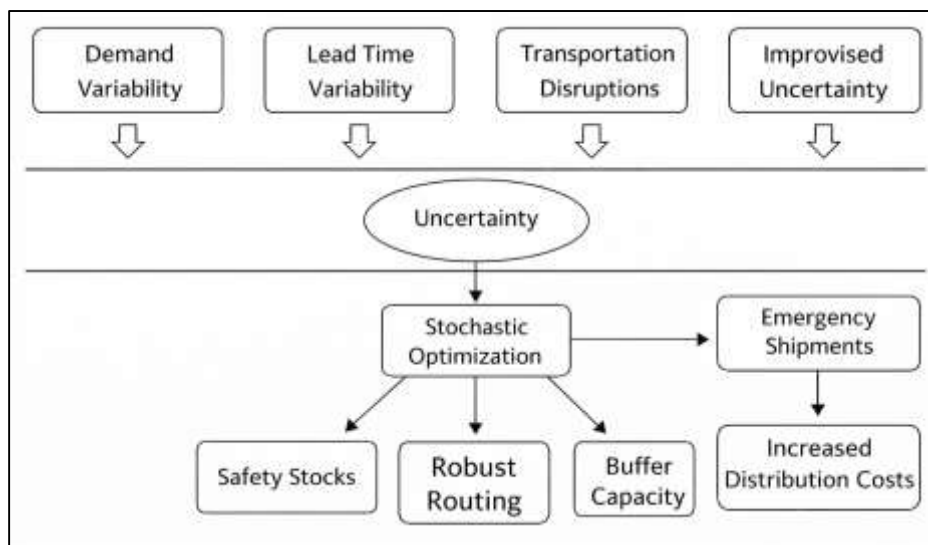 Demand
Variability
Lead Time
Variability
Transportation
Disruptions
Improvised
Uncertainty
Uncertainty
Stochastic
Optimization
Emergency
Shipments
Safety Stocks
Robust
Routing
Buffer
Capacity
Increased
Distribution Costs